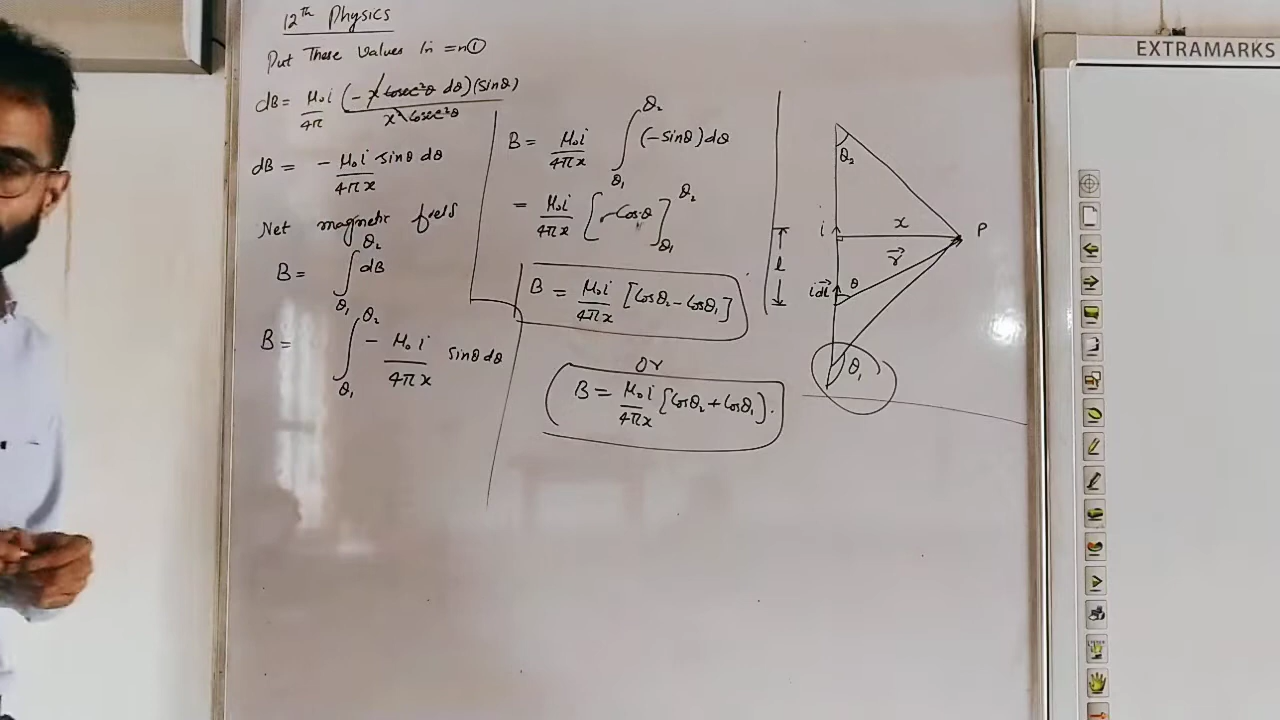 12th Physics
Put These Values in =n①
dB = μ₀i/4π (-x cosec²θ dθ)(sinθ)/x² cosec²θ
dB = - μ₀i/4πx sinθ dθ
Net magnetic field
B = ∫θ₁^θ₂ dB
B = ∫θ₁^θ₂ - μ₀i/4πx sinθ dθ
B = μ₀i/4πx ∫θ₁^θ₂ (-sinθ)dθ
= μ₀i/4πx [cosθ]θ₁^θ₂
B = μ₀i/4πx [cosθ₂ - cosθ₁]
or
B = μ₀i/4πx [cosθ₂ + cosθ₁].
θ₂
i
x
P
r⃗
l
idl⃗
θ
θ₁
EXTRAMARKS